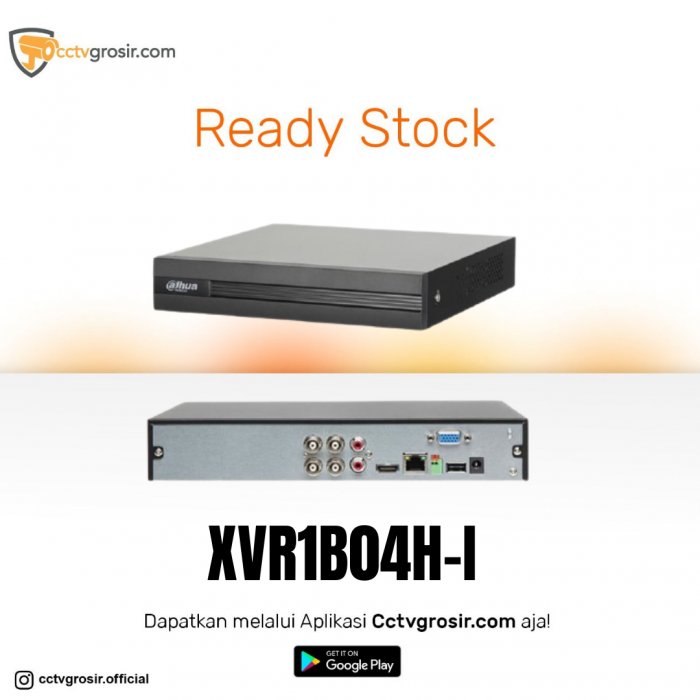 cctvgrosir.com
Ready Stock
alhua
XVR1B04H-I
Dapatkan melalui Aplikasi Cctvgrosir.com aja!
GET IT ON
Google Play
cctvgrosir.official